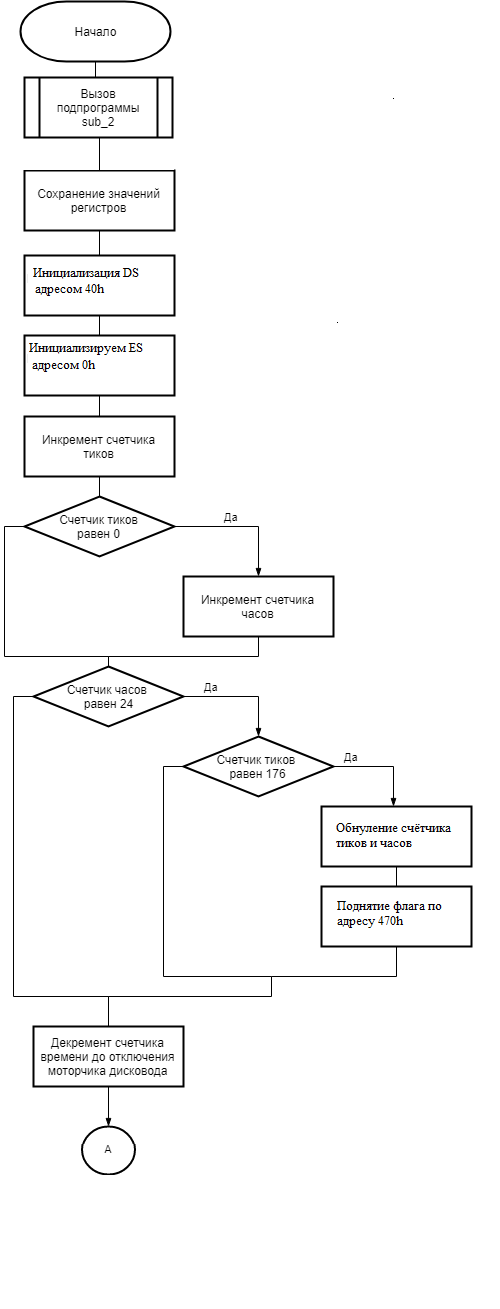 Начало
Вызов
подпрограммы
sub_2
Сохранение значений
регистров
Инициализация DS
адресом 40h
Инициализируем ES
адресом 0h
Инкремент счетчика
тиков
Счетчик тиков
равен 0
Да
Инкремент счетчика
часов
Счетчик часов
равен 24
Да
Счетчик тиков
равен 176
Да
Обнуление счётчика
тиков и часов
Поднятие флага по
адресу 470h
Декремент счетчика
времени до отключения
моторчика дисковода
A